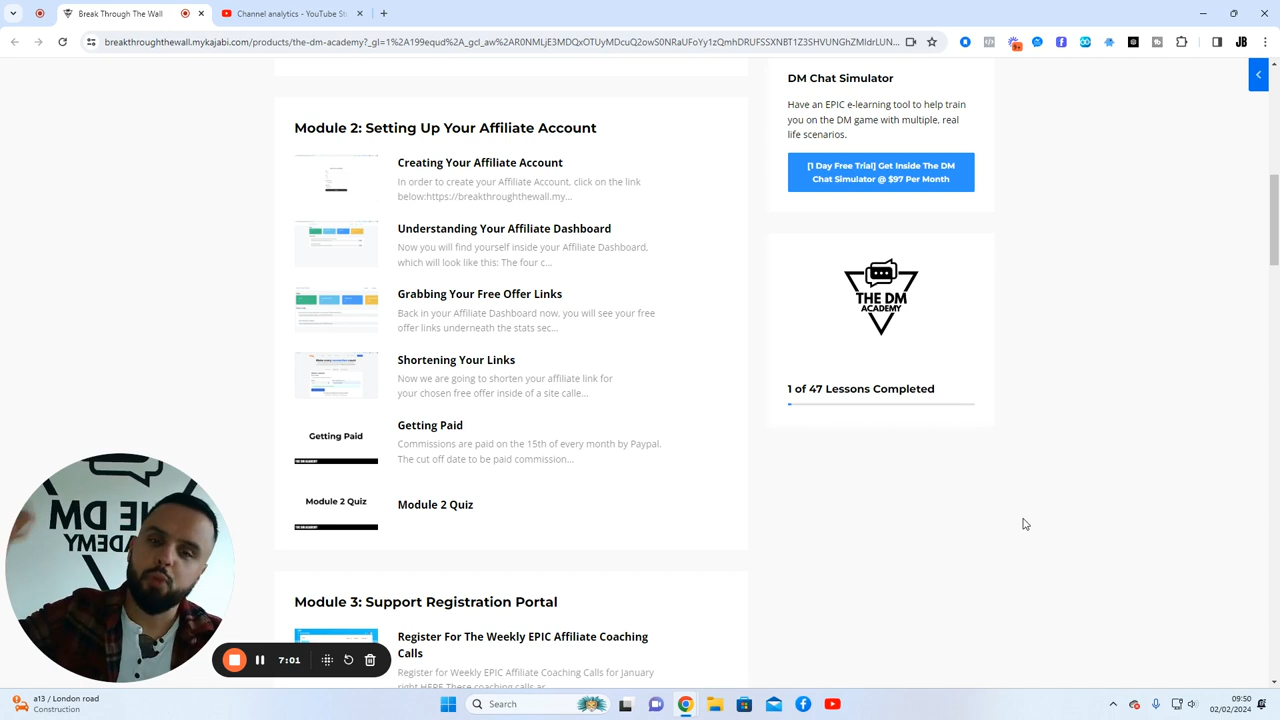 Break Through The Wall
Channel analytics - YouTube St
breakthroughthewall.mykajabi.com/products/the-dm-academy?
JB
Module 2: Setting Up Your Affiliate Account
Creating Your Affiliate Account
In order to create your Affiliate Account, click on the link
below:https://breakthroughthewall.my...
Understanding Your Affiliate Dashboard
Now you will find yourself inside your Affiliate Dashboard,
which will look like this: The four c...
Grabbing Your Free Offer Links
Back in your Affiliate Dashboard now, you will see your free
offer links underneath the stats sec...
Shortening Your Links
Now we are going to shorten your affiliate link for
your chosen free offer inside of a site calle...
Getting Paid
Getting Paid
Commissions are paid on the 15th of every month by Paypal.
The cut off date to be paid commission...
Module 2 Quiz
Module 2 Quiz
Module 3: Support Registration Portal
Register For The Weekly EPIC Affiliate Coaching
Calls
Register for Weekly EPIC Affiliate Coaching Calls for January
right HERE These coaching calls ar
DM Chat Simulator
Have an EPIC e-learning tool to help train
you on the DM game with multiple, real
life scenarios.
[1 Day Free Trial] Get Inside The DM
Chat Simulator @ $97 Per Month
THE DM
ACADEMY
1 of 47 Lessons Completed
7:01
a13 / London road
Construction
Search
09:50
02/02/2024